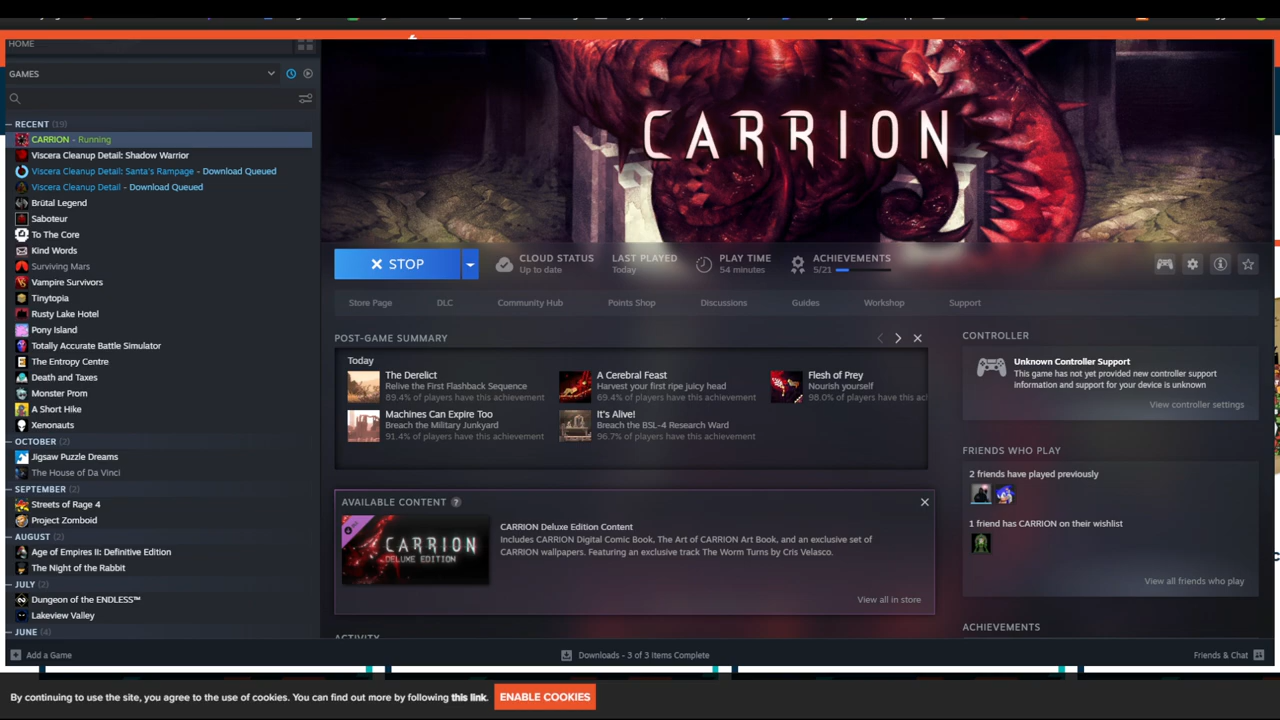 HOME
GAMES
RECENT (19)
CARRION - Running
Viscera Cleanup Detail: Shadow Warrior
Viscera Cleanup Detail: Santa's Rampage - Download Queued
Viscera Cleanup Detail - Download Queued
Brütal Legend
Saboteur
To The Core
Kind Words
Surviving Mars
Vampire Survivors
Tinytopia
Rusty Lake Hotel
Pony Island
Totally Accurate Battle Simulator
The Entropy Centre
Death and Taxes
Monster Prom
A Short Hike
Xenonauts
OCTOBER (2)
Jigsaw Puzzle Dreams
The House of Da Vinci
SEPTEMBER (2)
Streets of Rage 4
Project Zomboid
AUGUST (2)
Age of Empires II: Definitive Edition
The Night of the Rabbit
JULY (2)
Dungeon of the ENDLESS™
Lakeview Valley
JUNE (4)
Add a Game
CARRION
STOP
CLOUD STATUS
Up to date
LAST PLAYED
Today
PLAY TIME
54 minutes
ACHIEVEMENTS
5/21
Store Page DLC Community Hub Points Shop Discussions Guides Workshop Support
POST-GAME SUMMARY
Today
The Derelict
Relive the First Flashback Sequence
89.4% of players have this achievement
A Cerebral Feast
Harvest your first ripe juicy head
69.4% of players have this achievement
Flesh of Prey
Nourish yourself
98.0% of players have this ac
Machines Can Expire Too
Breach the Military Junkyard
91.4% of players have this achievement
It's Alive!
Breach the BSL-4 Research Ward
96.7% of players have this achievement
AVAILABLE CONTENT ?
CARRION
DELUXE EDITION
CARRION Deluxe Edition Content
Includes CARRION Digital Comic Book, The Art of CARRION Art Book, and an exclusive set of
CARRION wallpapers. Featuring an exclusive track The Worm Turns by Cris Velasco.
View all in store
ACTIVITY
CONTROLLER
Unknown Controller Support
This game has not yet provided new controller support
information and support for your device is unknown
View controller settings
FRIENDS WHO PLAY
2 friends have played previously
1 friend has CARRION on their wishlist
View all friends who play
ACHIEVEMENTS
Downloads - 3 of 3 Items Complete
Friends & Chat
By continuing to use the site, you agree to the use of cookies. You can find out more by following this link. ENABLE COOKIES